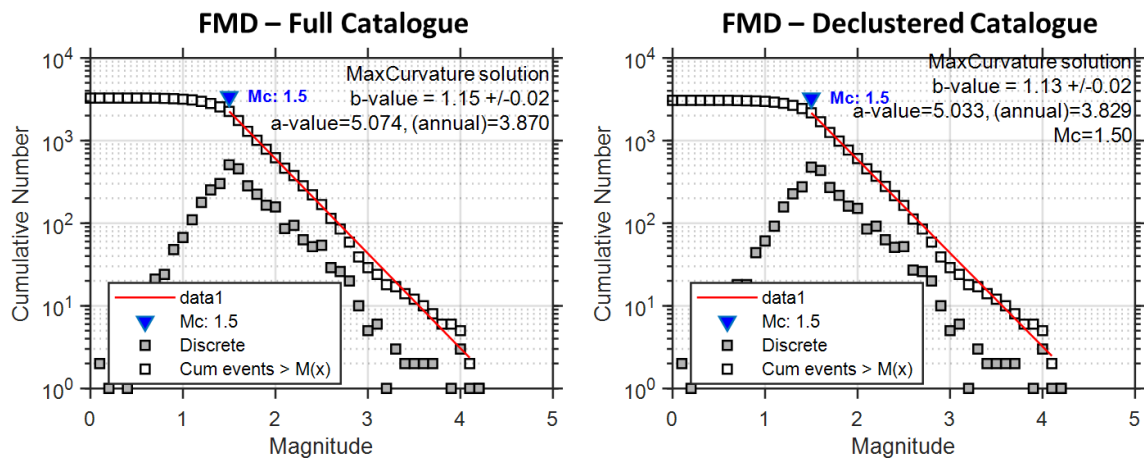 FMD – Full Catalogue
10^4
10^3
10^2
10^1
10^0
Cumulative Number
MaxCurvature solution
b-value = 1.15 +/-0.02
a-value=5.074, (annual)=3.870
Mc: 1.5
data1
Mc: 1.5
Discrete
Cum events > M(x)
0 1 2 3 4 5
Magnitude
FMD – Declustered Catalogue
10^4
10^3
10^2
10^1
10^0
Cumulative Number
MaxCurvature solution
b-value = 1.13 +/-0.02
a-value=5.033, (annual)=3.829
Mc=1.50
Mc: 1.5
data1
Mc: 1.5
Discrete
Cum events > M(x)
0 1 2 3 4 5
Magnitude